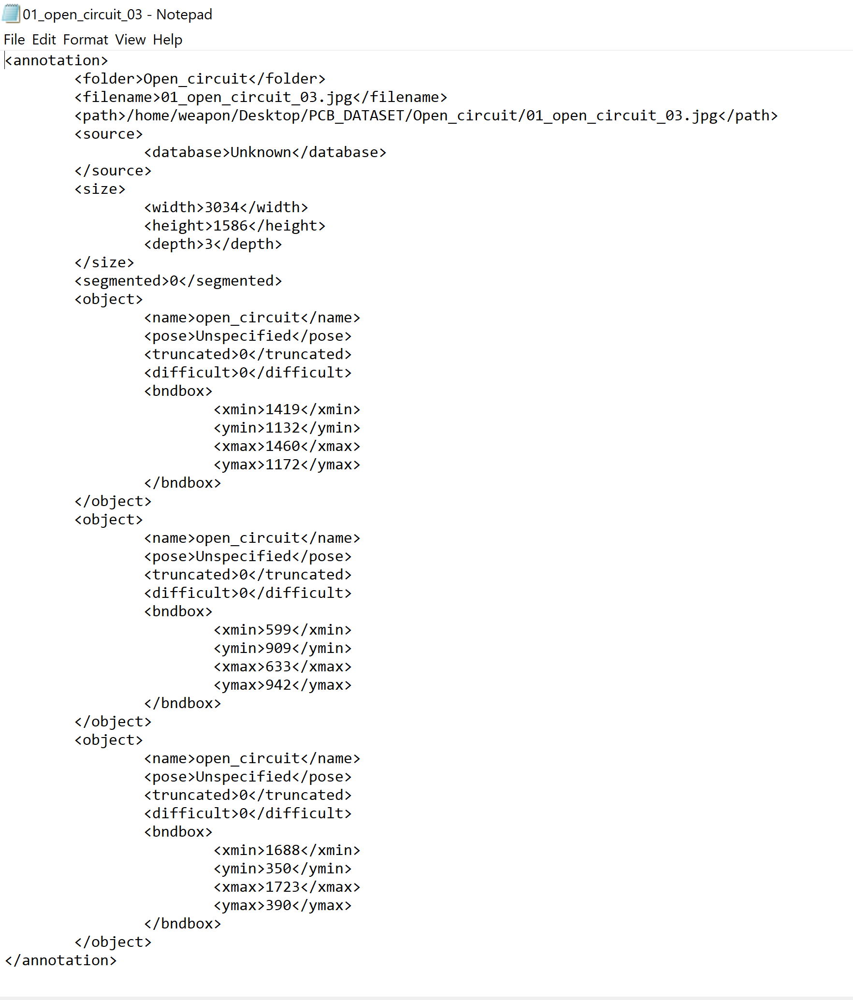 01_open_circuit_03 - Notepad
File Edit Format View Help
<annotation>
	<folder>Open_circuit</folder>
	<filename>01_open_circuit_03.jpg</filename>
	<path>/home/weapon/Desktop/PCB_DATASET/Open_circuit/01_open_circuit_03.jpg</path>
	<source>
		<database>Unknown</database>
	</source>
	<size>
		<width>3034</width>
		<height>1586</height>
		<depth>3</depth>
	</size>
	<segmented>0</segmented>
	<object>
		<name>open_circuit</name>
		<pose>Unspecified</pose>
		<truncated>0</truncated>
		<difficult>0</difficult>
		<bndbox>
			<xmin>1419</xmin>
			<ymin>1132</ymin>
			<xmax>1460</xmax>
			<ymax>1172</ymax>
		</bndbox>
	</object>
	<object>
		<name>open_circuit</name>
		<pose>Unspecified</pose>
		<truncated>0</truncated>
		<difficult>0</difficult>
		<bndbox>
			<xmin>599</xmin>
			<ymin>909</ymin>
			<xmax>633</xmax>
			<ymax>942</ymax>
		</bndbox>
	</object>
	<object>
		<name>open_circuit</name>
		<pose>Unspecified</pose>
		<truncated>0</truncated>
		<difficult>0</difficult>
		<bndbox>
			<xmin>1688</xmin>
			<ymin>350</ymin>
			<xmax>1723</xmax>
			<ymax>390</ymax>
		</bndbox>
	</object>
</annotation>